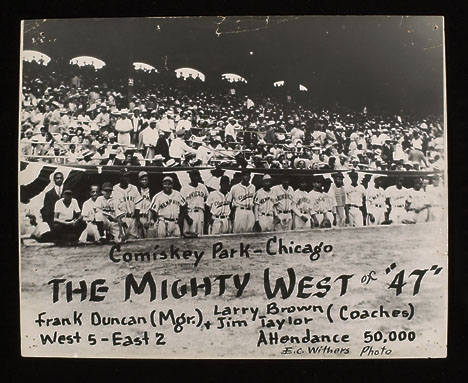 Comiskey Park - Chicago
THE MIGHTY WEST of "47"
Frank Duncan (Mgr.) Larry Brown + Jim Taylor (Coaches)
West 5 - East 2 Attendance 50,000
E.C. Withers Photo